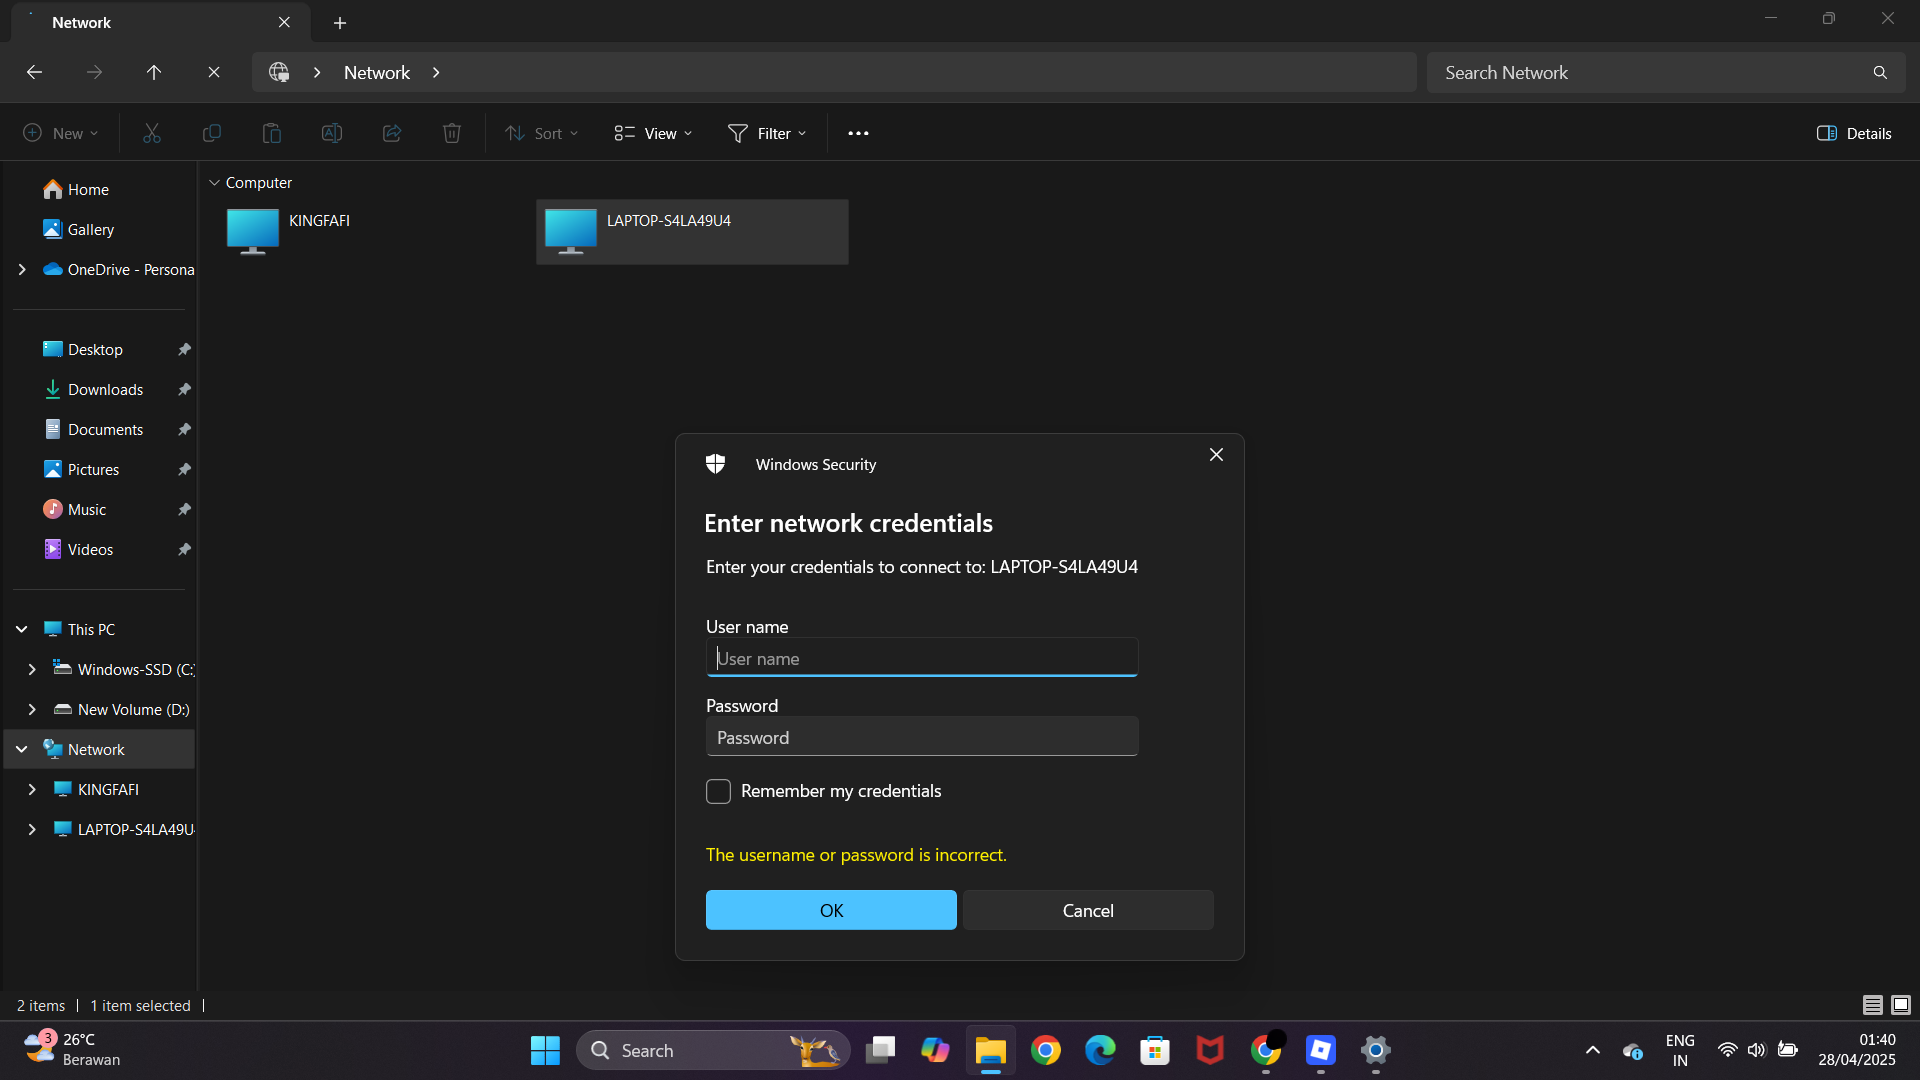 Network
Network
Search Network
New
Sort
View
Filter
Details
Home
Gallery
OneDrive - Persona
Desktop
Downloads
Documents
Pictures
Music
Videos
This PC
Windows-SSD (C:)
New Volume (D:)
Network
KINGFAFI
LAPTOP-S4LA49U
Computer
KINGFAFI
LAPTOP-S4LA49U4
Windows Security
Enter network credentials
Enter your credentials to connect to: LAPTOP-S4LA49U4
User name
User name
Password
Password
Remember my credentials
The username or password is incorrect.
OK
Cancel
2 items
1 item selected
3
26°C
Berawan
Search
ENG
IN
01:40
28/04/2025